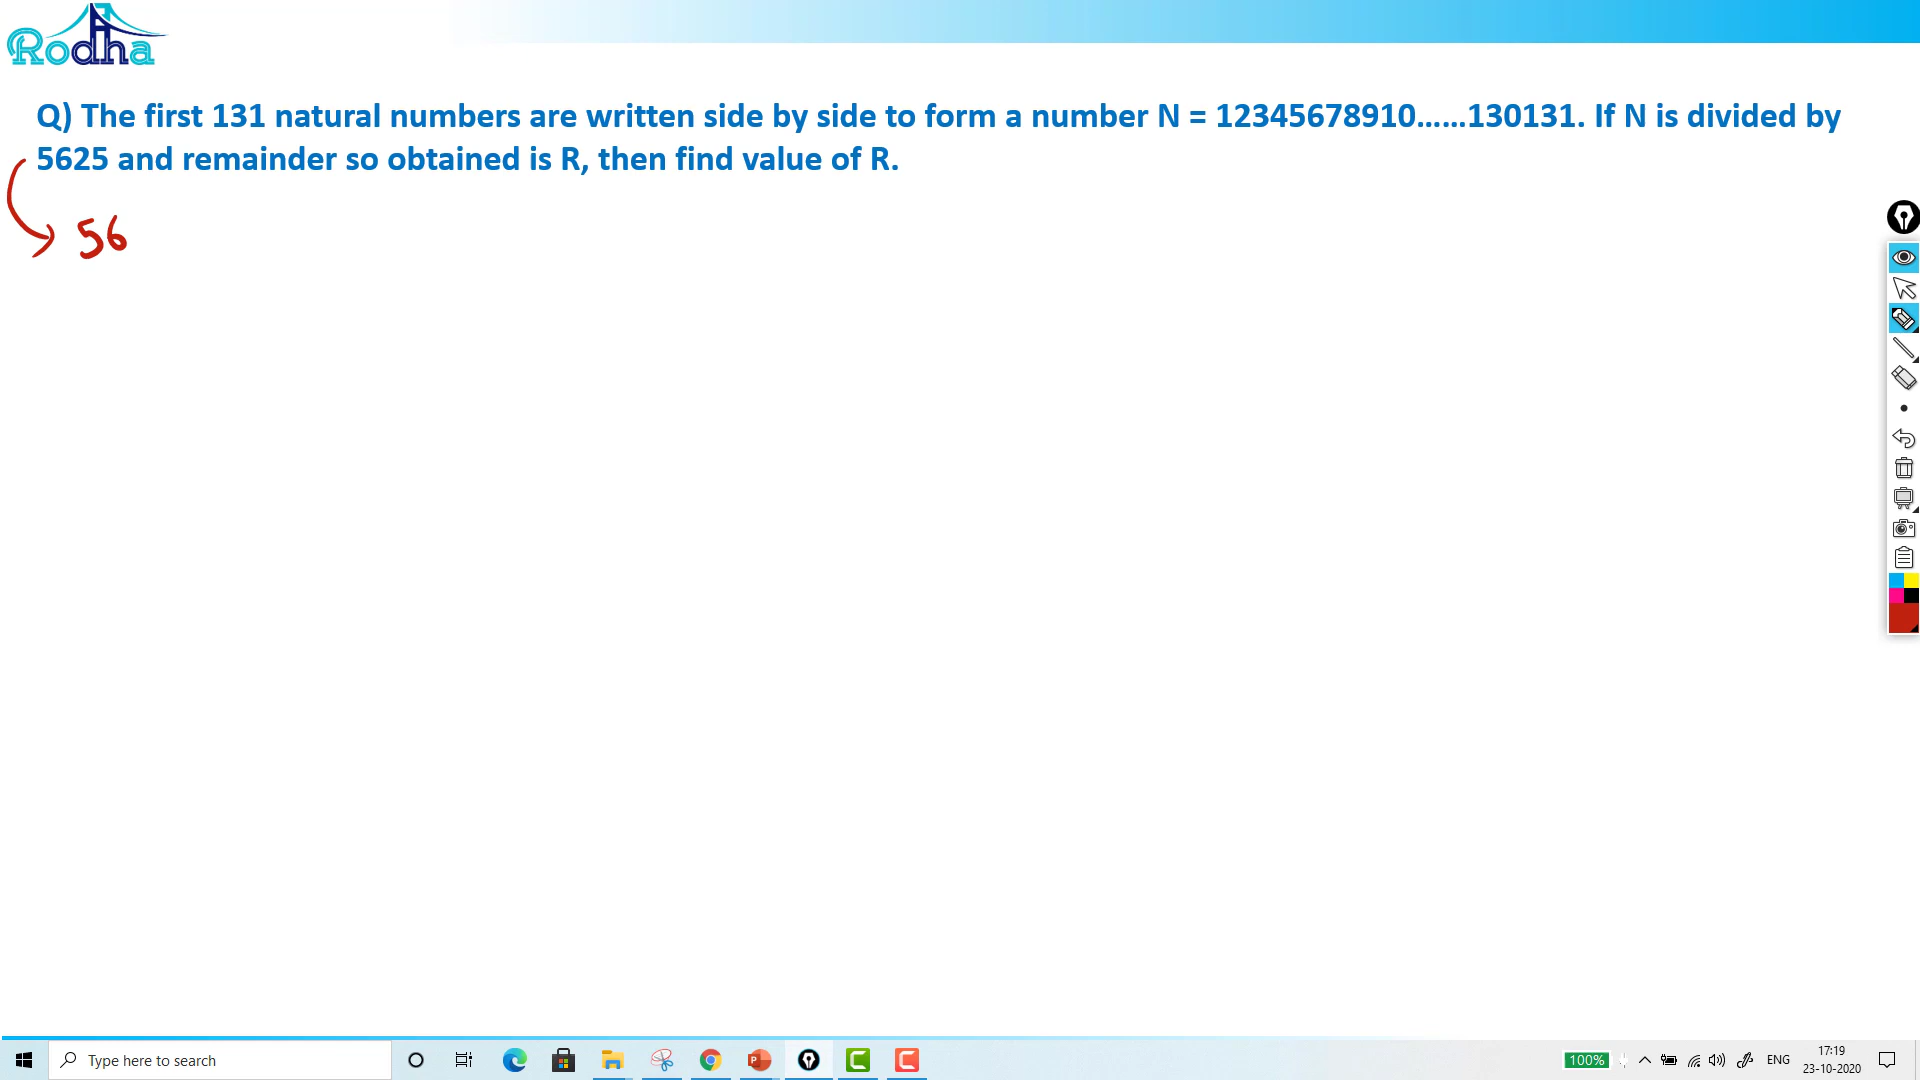 Rodha
Q) The first 131 natural numbers are written side by side to form a number N = 12345678910......130131. If N is divided by
5625 and remainder so obtained is R, then find value of R.
56
Type here to search
100%
ENG
17:19
23-10-2020